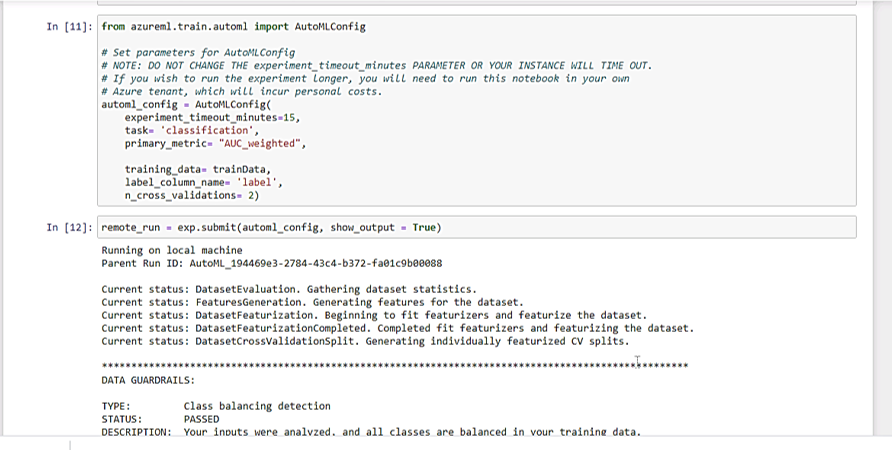 In [11]: from azureml.train.automl import AutoMLConfig
# Set parameters for AutoMLConfig
# NOTE: DO NOT CHANGE THE experiment_timeout_minutes PARAMETER OR YOUR INSTANCE WILL TIME OUT.
# If you wish to run the experiment longer, you will need to run this notebook in your own
# Azure tenant, which will incur personal costs.
automl_config = AutoMLConfig(
experiment_timeout_minutes=15,
task= 'classification',
primary_metric= "AUC_weighted",
training_data= trainData,
label_column_name= 'label',
n_cross_validations= 2)
In [12]: remote_run = exp.submit(automl_config, show_output = True)
Running on local machine
Parent Run ID: AutoML_194469e3-2784-43c4-b372-fa01c9b00088
Current status: DatasetEvaluation. Gathering dataset statistics.
Current status: FeaturesGeneration. Generating features for the dataset.
Current status: DatasetFeaturization. Beginning to fit featurizers and featurize the dataset.
Current status: DatasetFeaturizationCompleted. Completed fit featurizers and featurizing the dataset.
Current status: DatasetCrossValidationSplit. Generating individually featurized CV splits.
****************************************************************************************************
DATA GUARDRAILS:
TYPE: Class balancing detection
STATUS: PASSED
DESCRIPTION: Your inputs were analyzed, and all classes are balanced in your training data.